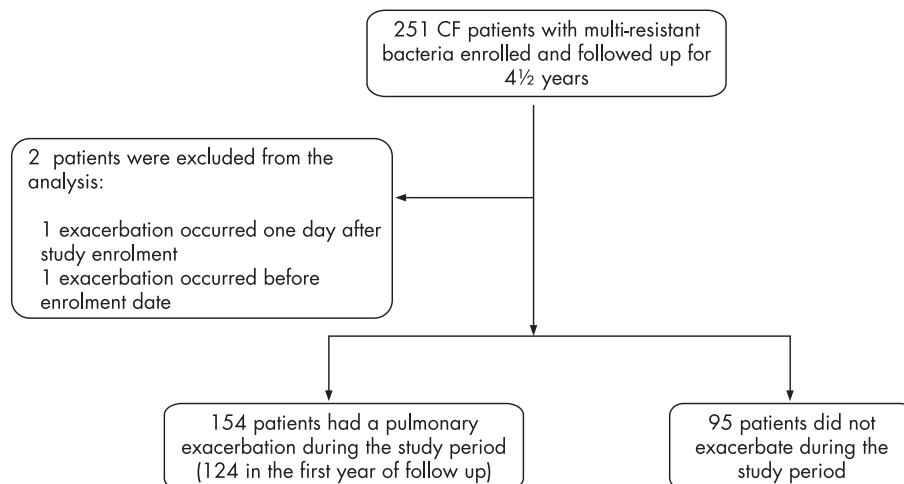 251 CF patients with multi-resistant
bacteria enrolled and followed up for
4½ years
2 patients were excluded from the
analysis:
1 exacerbation occurred one day after
study enrolment
1 exacerbation occurred before
enrolment date
154 patients had a pulmonary
exacerbation during the study period
(124 in the first year of follow up)
95 patients did not
exacerbate during the
study period